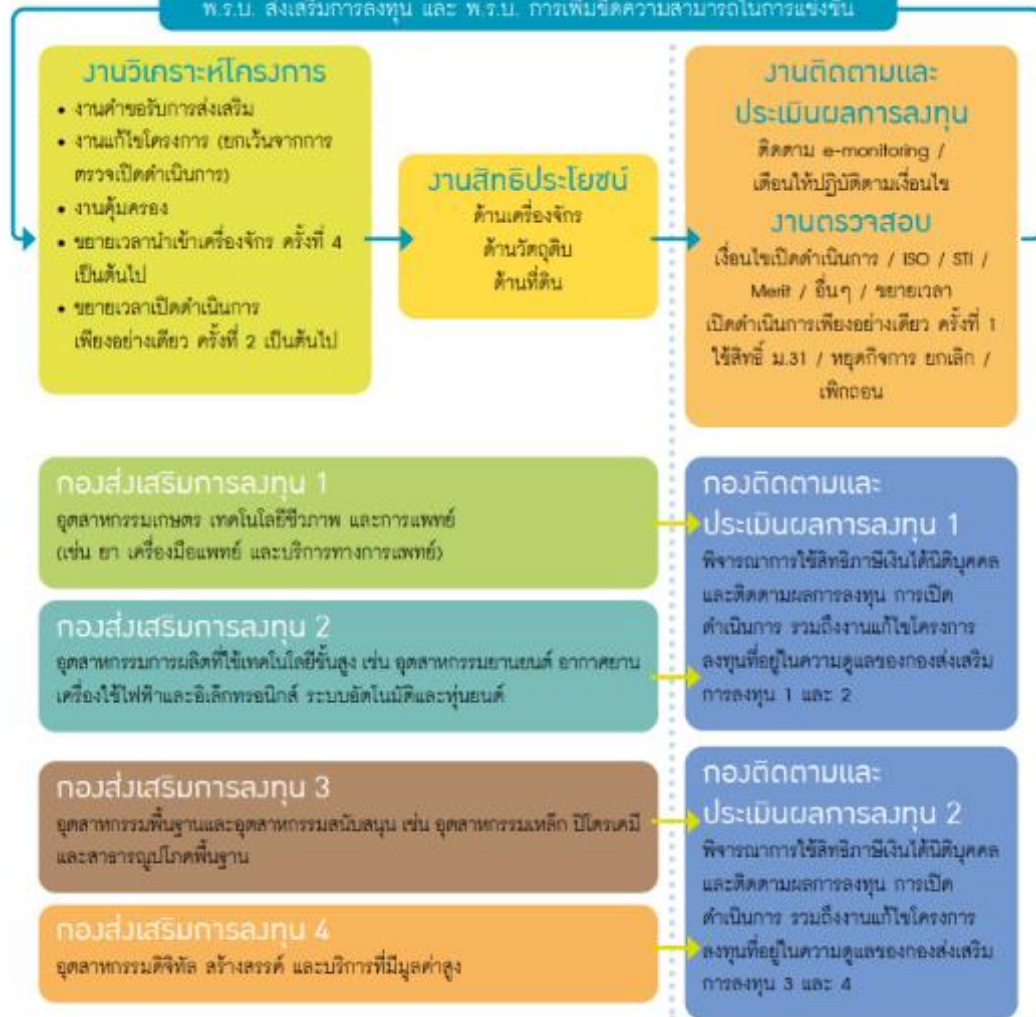 พ.ร.บ. ส่งเสริมการลงทุน และ พ.ร.บ. การเพิ่มขีดความสามารถในการแข่งขัน
งานวิเคราะห์โครงการ
• งานคำขอรับการส่งเสริม
• งานแก้ไขโครงการ (ยกเว้นจากการ
ตรวจเปิดดำเนินการ)
• งานคุ้มครอง
• ขยายเวลานำเข้าเครื่องจักร ครั้งที่ 4
เป็นต้นไป
• ขยายเวลาเปิดดำเนินการ
เพียงอย่างเดียว ครั้งที่ 2 เป็นต้นไป
งานสิทธิประโยชน์
ด้านเครื่องจักร
ด้านวัตถุดิบ
ด้านที่ดิน
งานติดตามและ
ประเมินผลการลงทุน
ติดตาม e-monitoring /
เตือนให้ปฏิบัติตามเงื่อนไข
งานตรวจสอบ
เงื่อนไขเปิดดำเนินการ / ISO / STI /
Merit / อื่นๆ / ขยายเวลา
เปิดดำเนินการเพียงอย่างเดียว ครั้งที่ 1
ใช้สิทธิ์ ม.31 / หยุดกิจการ ยกเลิก /
เพิกถอน
กองส่งเสริมการลงทุน 1
อุตสาหกรรมเกษตร เทคโนโลยีชีวภาพ และการแพทย์
(เช่น ยา เครื่องมือแพทย์ และบริการทางการแพทย์)
กองส่งเสริมการลงทุน 2
อุตสาหกรรมการผลิตที่ใช้เทคโนโลยีขั้นสูง เช่น อุตสาหกรรมยานยนต์ อากาศยาน
เครื่องใช้ไฟฟ้าและอิเล็กทรอนิกส์ ระบบอัตโนมัติและหุ่นยนต์
กองติดตามและ
ประเมินผลการลงทุน 1
พิจารณาการใช้สิทธิภาษีเงินได้นิติบุคคล
และติดตามผลการลงทุน การเปิด
ดำเนินการ รวมถึงงานแก้ไขโครงการ
ลงทุนที่อยู่ในความดูแลของกองส่งเสริม
การลงทุน 1 และ 2
กองส่งเสริมการลงทุน 3
อุตสาหกรรมพื้นฐานและอุตสาหกรรมสนับสนุน เช่น อุตสาหกรรมเหล็ก ปิโตรเคมี
และสาธารณูปโภคพื้นฐาน
กองส่งเสริมการลงทุน 4
อุตสาหกรรมดิจิทัล สร้างสรรค์ และบริการที่มีมูลค่าสูง
กองติดตามและ
ประเมินผลการลงทุน 2
พิจารณาการใช้สิทธิภาษีเงินได้นิติบุคคล
และติดตามผลการลงทุน การเปิด
ดำเนินการ รวมถึงงานแก้ไขโครงการ
ลงทุนที่อยู่ในความดูแลของกองส่งเสริม
การลงทุน 3 และ 4